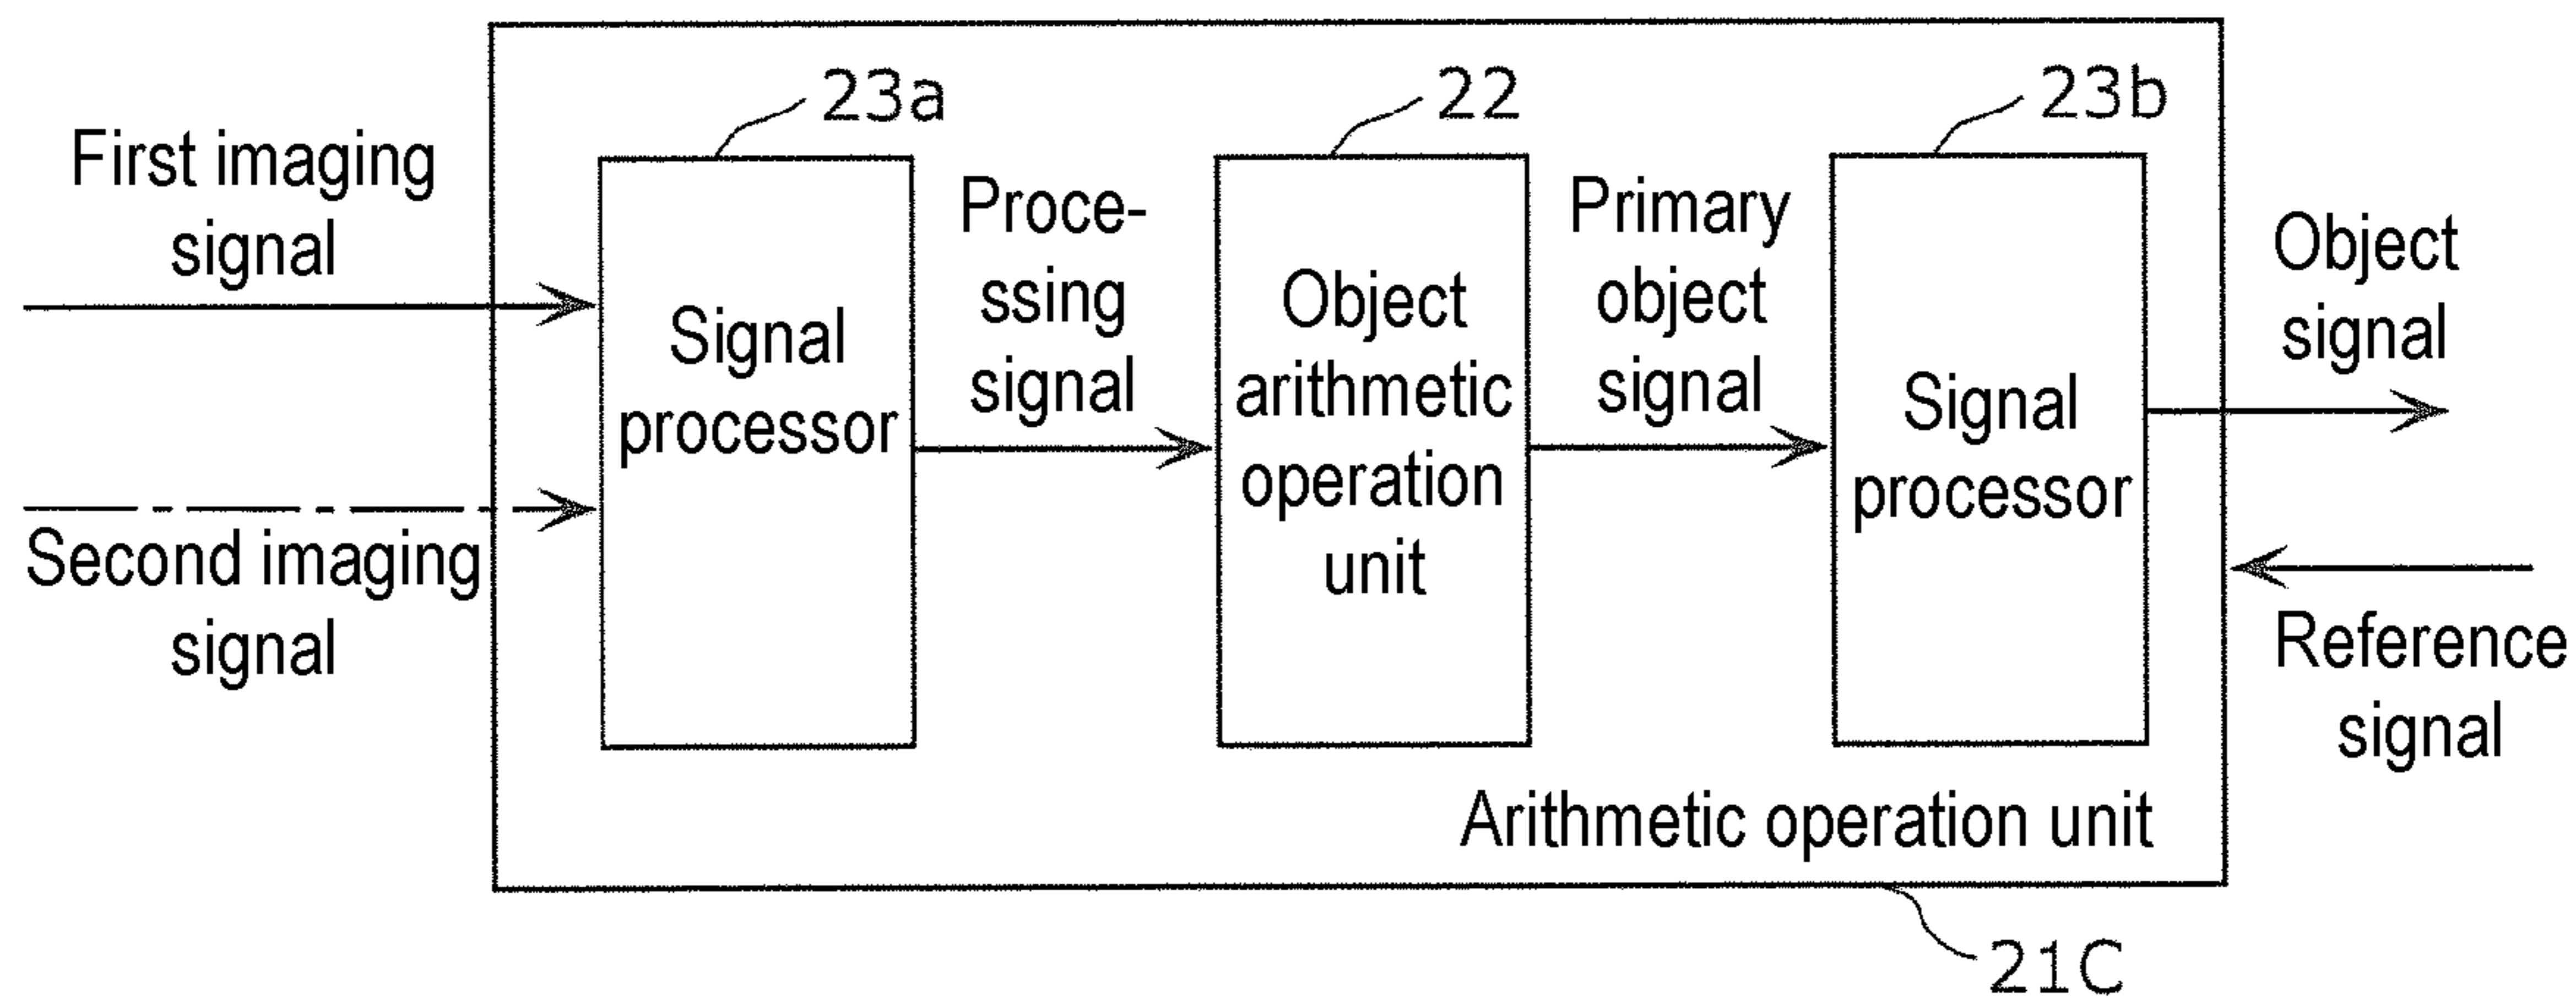 23a
22
23b
First imaging
signal
Proce-
ssing
signal
Primary
object
signal
Object
signal
Signal
processor
Object
arithmetic
operation
unit
Signal
processor
Second imaging
signal
Reference
signal
Arithmetic operation unit
21C